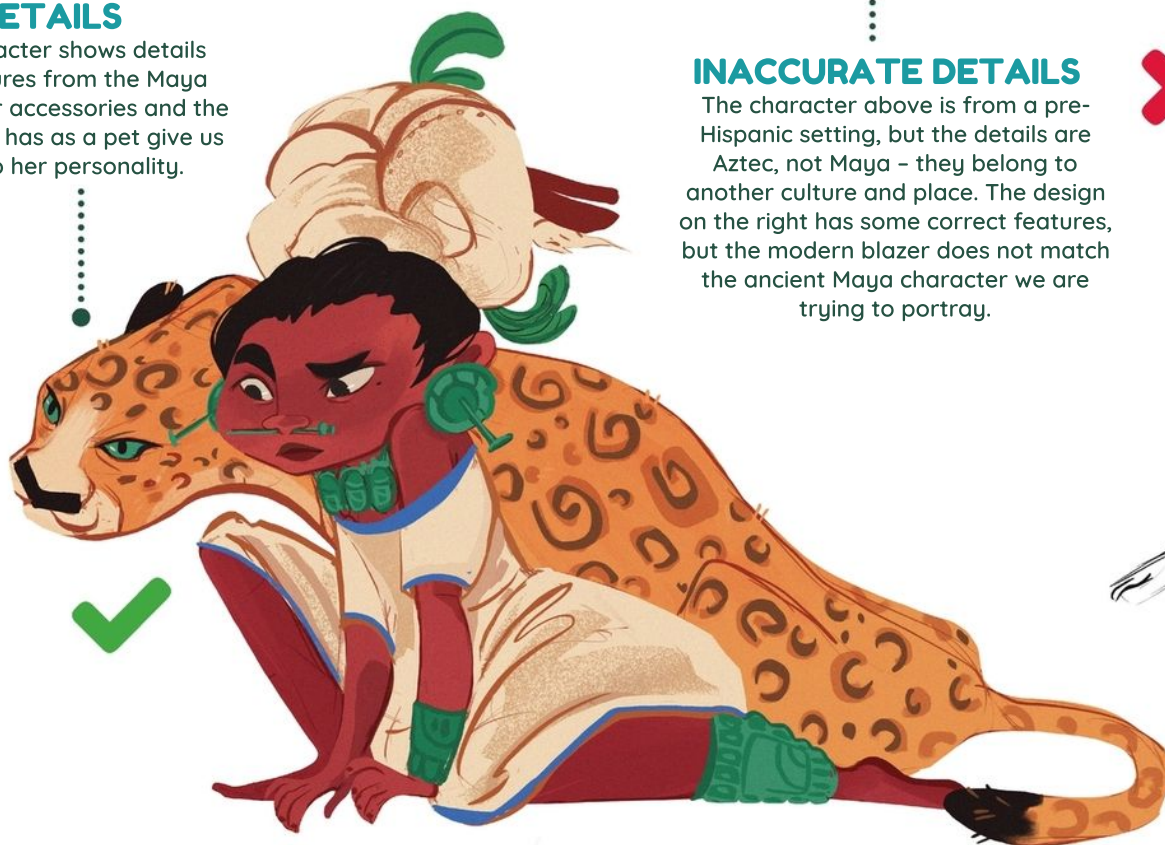 ETAILS
acter shows details
ures from the Maya
r accessories and the
has as a pet give us
o her personality.
INACCURATE DETAILS
The character above is from a pre-
Hispanic setting, but the details are
Aztec, not Maya – they belong to
another culture and place. The design
on the right has some correct features,
but the modern blazer does not match
the ancient Maya character we are
trying to portray.